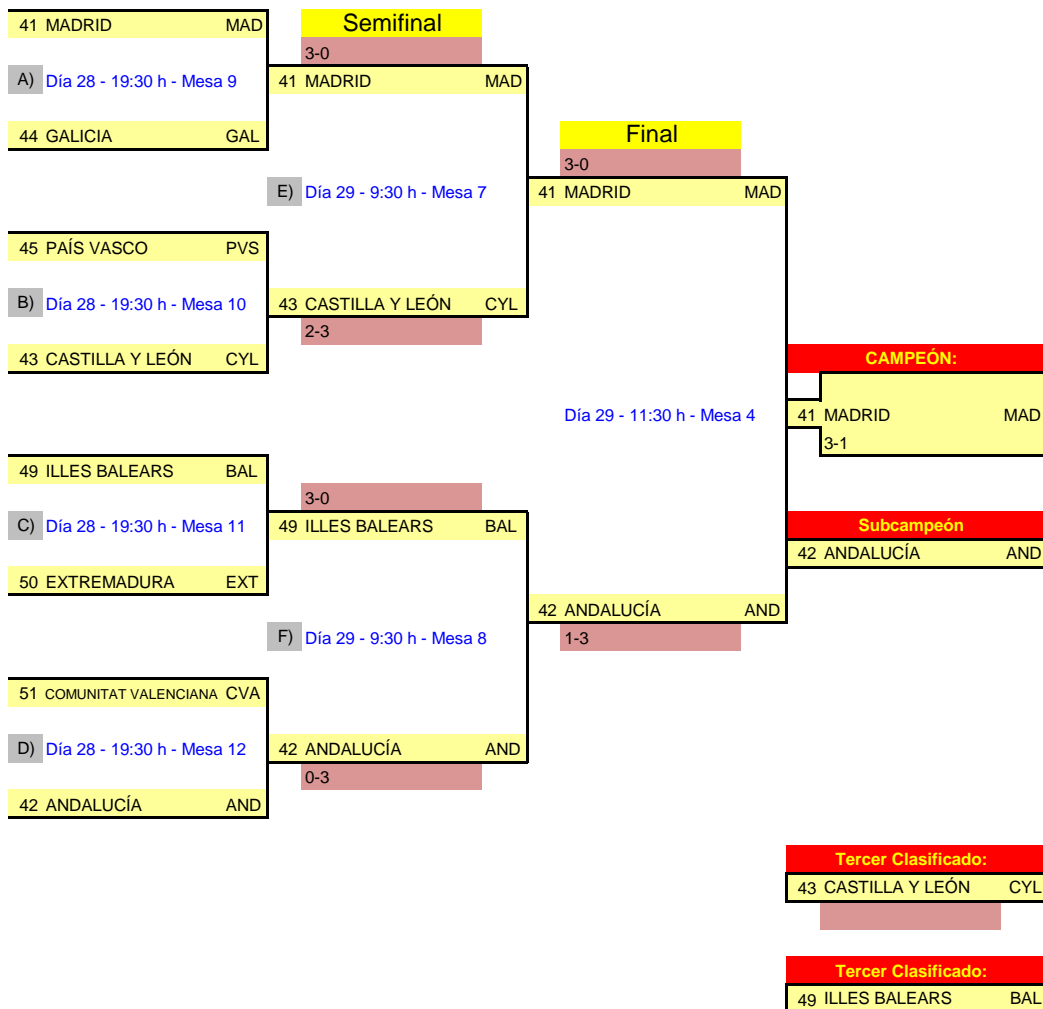 41 MADRID MAD
Semifinal
3-0
A) Día 28 - 19:30 h - Mesa 9
41 MADRID MAD
44 GALICIA GAL
Final
3-0
E) Día 29 - 9:30 h - Mesa 7
41 MADRID MAD
45 PAÍS VASCO PVS
B) Día 28 - 19:30 h - Mesa 10
43 CASTILLA Y LEÓN CYL
2-3
43 CASTILLA Y LEÓN CYL
CAMPEÓN:
Día 29 - 11:30 h - Mesa 4
41 MADRID MAD
3-1
49 ILLES BALEARS BAL
3-0
C) Día 28 - 19:30 h - Mesa 11
49 ILLES BALEARS BAL
Subcampeón
42 ANDALUCÍA AND
50 EXTREMADURA EXT
42 ANDALUCÍA AND
F) Día 29 - 9:30 h - Mesa 8
1-3
51 COMUNITAT VALENCIANA CVA
D) Día 28 - 19:30 h - Mesa 12
42 ANDALUCÍA AND
0-3
42 ANDALUCÍA AND
Tercer Clasificado:
43 CASTILLA Y LEÓN CYL
Tercer Clasificado:
49 ILLES BALEARS BAL